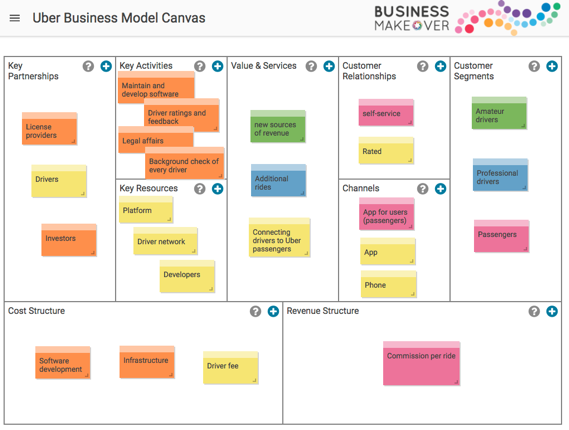 Uber Business Model Canvas
BUSINESS
MAKEOVER
Key
Partnerships
?
+
License
providers
Drivers
Investors
Key Activities
?
+
Maintain and
develop software
Driver ratings and
feedback
Legal affairs
Background check of
every driver
Key Resources
?
+
Platform
Driver network
Developers
Value & Services
?
+
new sources
of revenue
Additional
rides
Connecting
drivers to Uber
passengers
Customer
Relationships
?
+
self-service
Rated
Channels
?
+
App for users
(passengers)
App
Phone
Customer
Segments
?
+
Amateur
drivers
Professional
drivers
Passengers
Cost Structure
?
+
Software
development
Infrastructure
Driver fee
Revenue Structure
?
+
Commission per ride